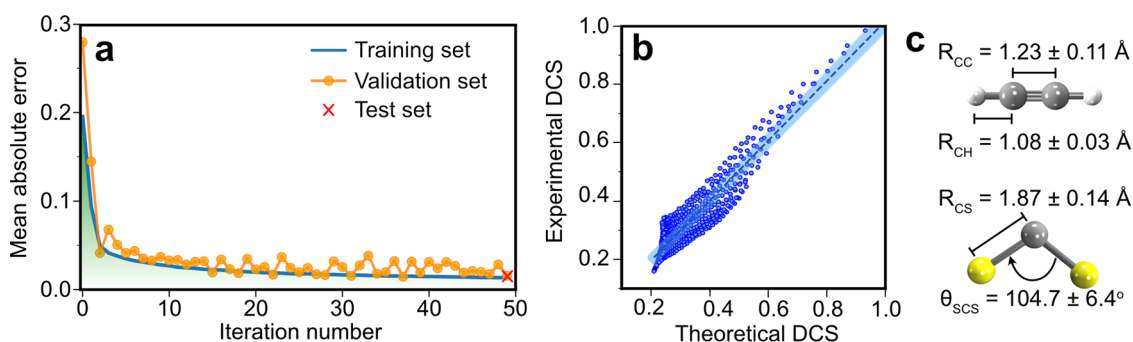 a
0.3
0.2
0.1
0.0
Mean absolute error
Training set
Validation set
Test set
0
10
20
30
40
50
Iteration number
b
1.0
0.8
0.6
0.4
0.2
Experimental DCS
0.2
0.4
0.6
0.8
1.0
Theoretical DCS
c
R_CC = 1.23 ± 0.11 Å
R_CH = 1.08 ± 0.03 Å
R_CS = 1.87 ± 0.14 Å
θ_SCS = 104.7 ± 6.4°